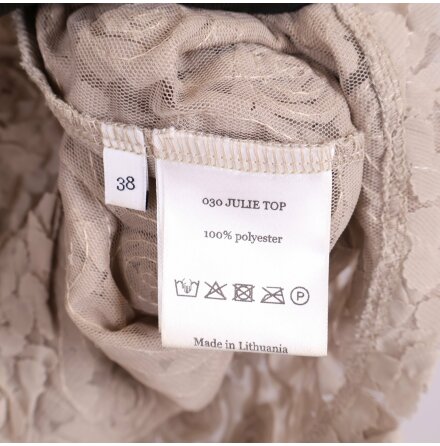 38
030 JULIE TOP
100% polyester
P
Made in Lithuania